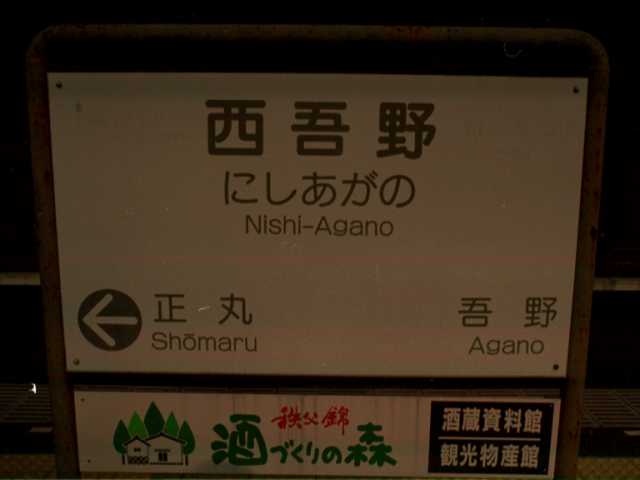 西吾野
にしあがの
Nishi-Agano
正丸
Shōmaru
吾野
Agano
秩父錦
酒づくりの森
酒蔵資料館
観光物産館